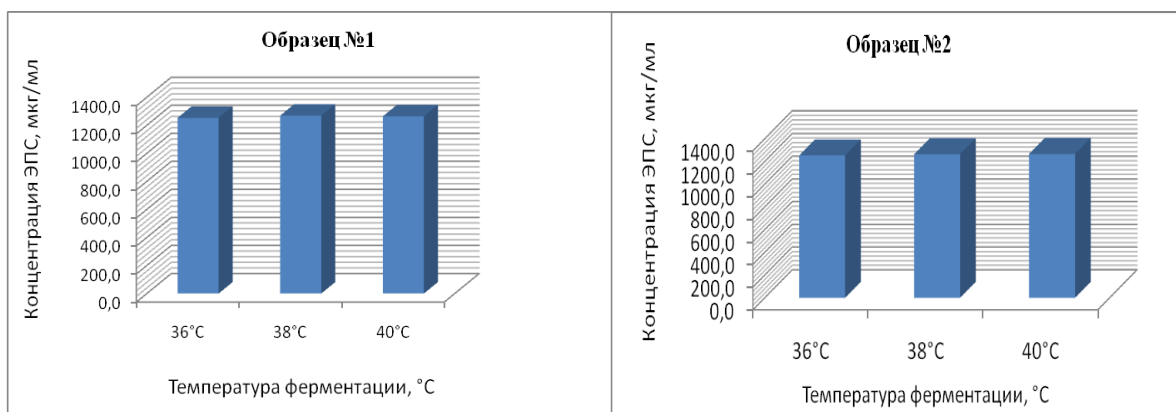 Образец №1
Концентрация ЭПС, мкг/мл
1400,0
1200,0
1000,0
800,0
600,0
400,0
200,0
0,0
36°C
38°C
40°C
Температура ферментации, °C
Образец №2
Концентрация ЭПС, мкг/мл
1400,0
1200,0
1000,0
800,0
600,0
400,0
200,0
0,0
36°C
38°C
40°C
Температура ферментации, °C